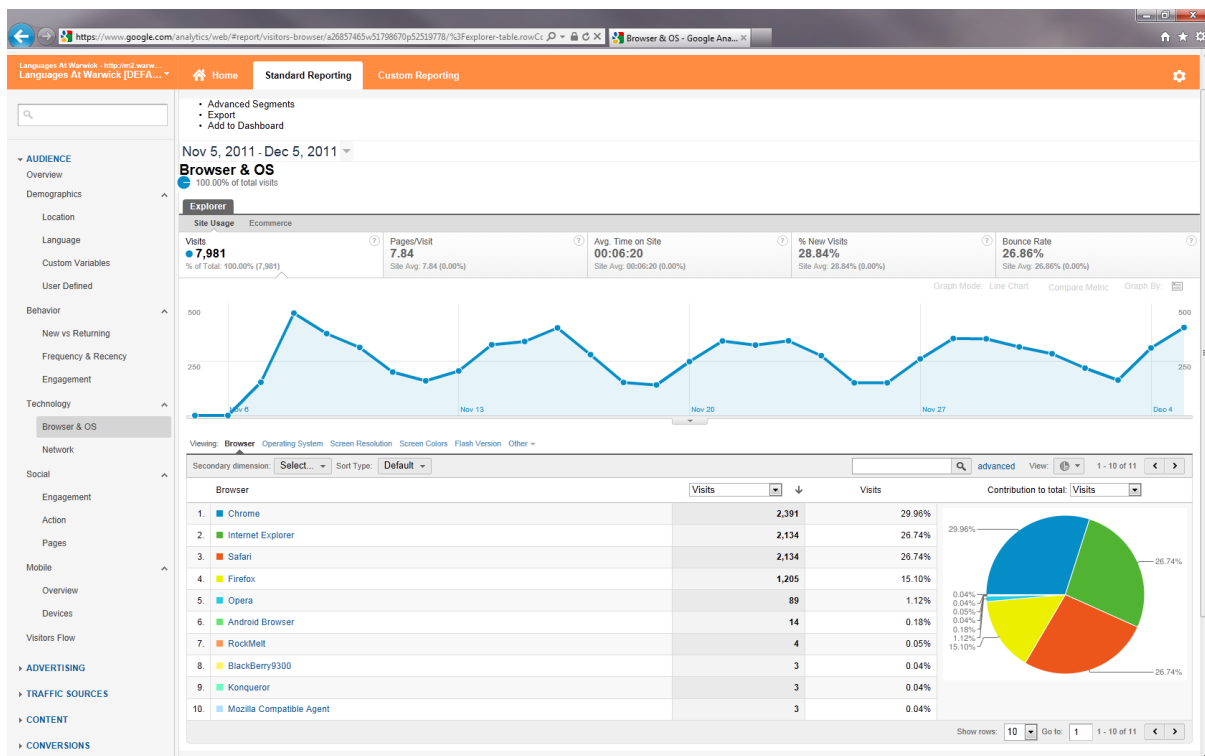 https://www.google.com/analytics/web/#report/visitors-browser/a26857465w51798670p52519778/%3Fexplorer-table.rowCc
Browser & OS - Google Ana...
Languages At Warwick - http://m2.warw...
Languages At Warwick [DEFA...
Home
Standard Reporting
Custom Reporting
• Advanced Segments
• Export
• Add to Dashboard
Nov 5, 2011 - Dec 5, 2011
Browser & OS
100.00% of total visits
AUDIENCE
Overview
Demographics
Location
Language
Custom Variables
User Defined
Behavior
New vs Returning
Frequency & Recency
Engagement
Technology
Browser & OS
Network
Social
Engagement
Action
Pages
Mobile
Overview
Devices
Visitors Flow
ADVERTISING
TRAFFIC SOURCES
CONTENT
CONVERSIONS
Explorer
Site Usage Ecommerce
Visits
7,981
% of Total: 100.00% (7,981)
Pages/Visit
7.84
Site Avg: 7.84 (0.00%)
Avg. Time on Site
00:06:20
Site Avg: 00:06:20 (0.00%)
% New Visits
28.84%
Site Avg: 28.84% (0.00%)
Bounce Rate
26.86%
Site Avg: 26.86% (0.00%)
Graph Mode: Line Chart Compare Metric Graph By:
500 500
250 250
Nov 6 Nov 13 Nov 20 Nov 27 Dec 4
Viewing: Browser Operating System Screen Resolution Screen Colors Flash Version Other
Secondary dimension: Select... Sort Type: Default advanced View: 1 - 10 of 11
Browser Visits Visits Contribution to total: Visits
1. Chrome 2,391 29.96%
2. Internet Explorer 2,134 26.74%
3. Safari 2,134 26.74%
4. Firefox 1,205 15.10%
5. Opera 89 1.12%
6. Android Browser 14 0.18%
7. RockMelt 4 0.05%
8. BlackBerry9300 3 0.04%
9. Konqueror 3 0.04%
10. Mozilla Compatible Agent 3 0.04%
29.96%
26.74%
0.04%
0.04%
0.05%
0.04%
0.18%
1.12%
15.10%
26.74%
Show rows: 10 Go to: 1 1 - 10 of 11